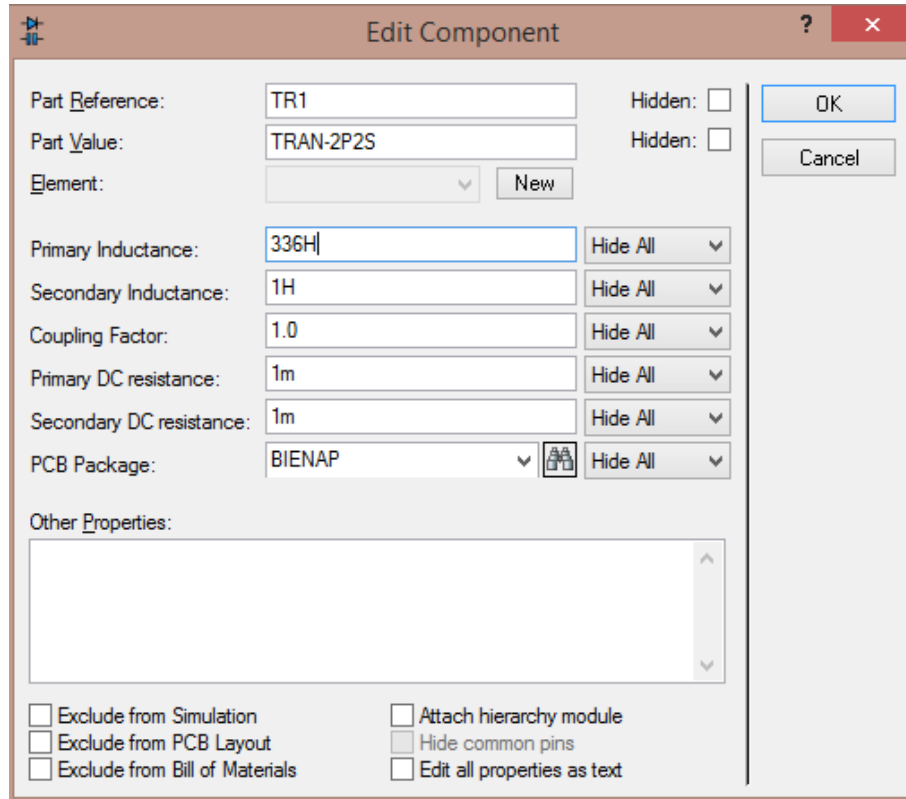 Edit Component
?
×
Part Reference:
TR1
Hidden:
OK
Part Value:
TRAN-2P2S
Hidden:
Cancel
Element:
New
Primary Inductance:
336H
Hide All
Secondary Inductance:
1H
Hide All
Coupling Factor:
1.0
Hide All
Primary DC resistance:
1m
Hide All
Secondary DC resistance:
1m
Hide All
PCB Package:
BIENAP
Hide All
Other Properties:
Exclude from Simulation
Attach hierarchy module
Exclude from PCB Layout
Hide common pins
Exclude from Bill of Materials
Edit all properties as text